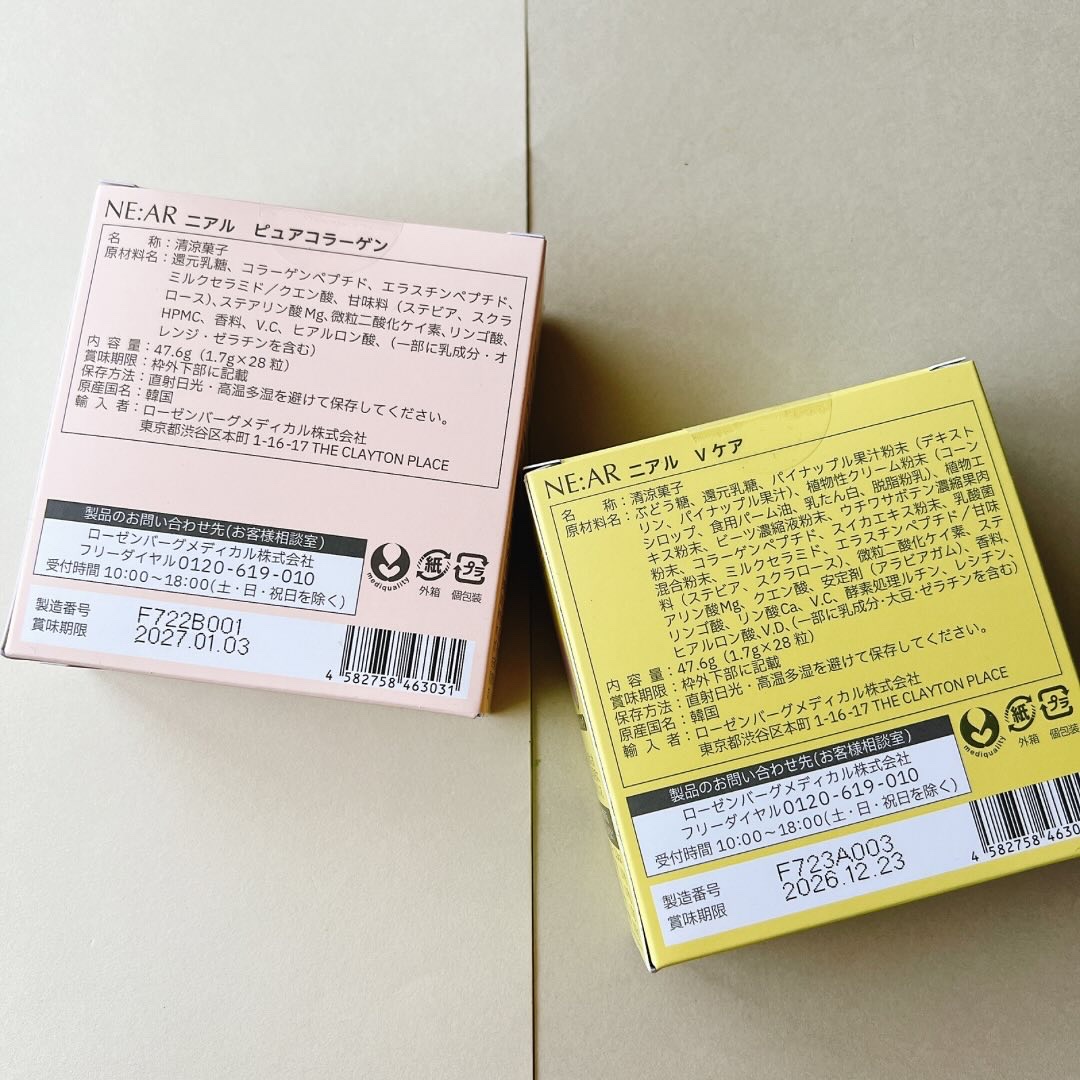 NE:AR ニアル ピュアコラーゲン
名 称:清涼菓子
原材料名:還元乳糖、コラーゲンペプチド、エラスチンペプチド、
ミルクセラミド/クエン酸、甘味料(ステビア、スクラ
ロース)、ステアリン酸Mg、微粒二酸化ケイ素、リンゴ酸、
HPMC、香料、V.C、ヒアルロン酸、(一部に乳成分・オ
レンジ・ゼラチンを含む)
内 容 量:47.6g(1.7g×28粒)
賞味期限:枠外下部に記載
保存方法:直射日光・高温多湿を避けて保存してください。
原産国名:韓国
輸 入 者:ローゼンバーグメディカル株式会社
東京都渋谷区本町1-16-17 THE CLAYTON PLACE
製品のお問い合わせ先(お客様相談室)
ローゼンバーグメディカル株式会社
フリーダイヤル0120-619-010
受付時間 10:00~18:00(土・日・祝日を除く)
mediquality
紙
外箱
プラ
個包装
製造番号 F722B001
賞味期限 2027.01.03
4 582758 463031
NE:AR ニアル Vケア
名 称:清涼菓子
原材料名:ぶどう糖、還元乳糖、パイナップル果汁粉末(デキスト
リン、パイナップル果汁)、植物性クリーム粉末(コーン
シロップ、食用パーム油、乳たん白、脱脂粉乳)、植物エ
キス粉末、ビーツ濃縮液粉末、ウチワサボテン濃縮果肉
粉末、コラーゲンペプチド、スイカエキス粉末、乳酸菌
混合粉末、ミルクセラミド、エラスチンペプチド/甘味
料(ステビア、スクラロース)、微粒二酸化ケイ素、ステ
アリン酸Mg、クエン酸、安定剤(アラビアガム)、香料、
リンゴ酸、リン酸Ca、V.C、酵素処理ルチン、レシチン、
ヒアルロン酸、V.D、(一部に乳成分・大豆・ゼラチンを含む)
内 容 量:47.6g(1.7g×28粒)
賞味期限:枠外下部に記載
保存方法:直射日光・高温多湿を避けて保存してください。
原産国名:韓国
輸 入 者:ローゼンバーグメディカル株式会社
東京都渋谷区本町1-16-17 THE CLAYTON PLACE
製品のお問い合わせ先(お客様相談室)
ローゼンバーグメディカル株式会社
フリーダイヤル0120-619-010
受付時間 10:00~18:00(土・日・祝日を除く)
mediquality
紙
外箱
プラ
個包装
製造番号 F723A003
賞味期限 2026.12.23
4 582758 4630